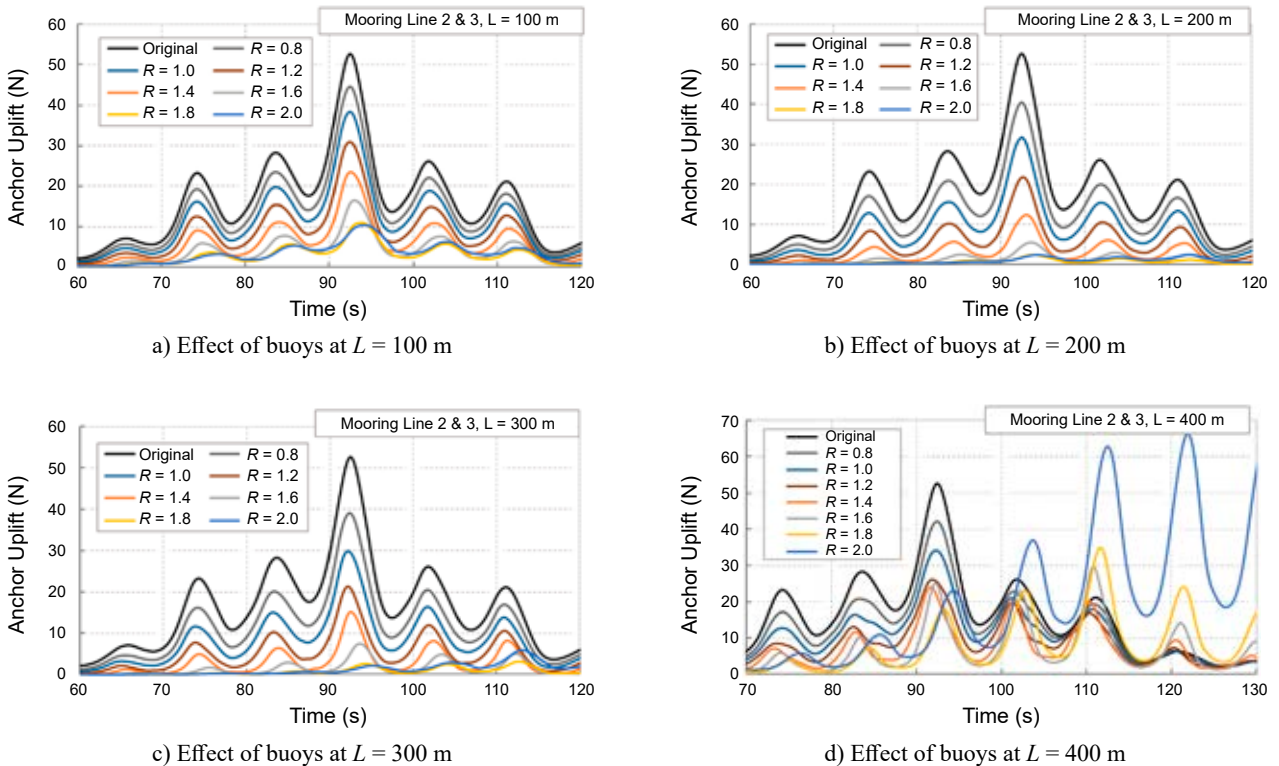 Mooring Line 2 & 3, L = 100 m
60
50
40
30
20
10
0
Anchor Uplift (N)
Original
R = 0.8
R = 1.0
R = 1.2
R = 1.4
R = 1.6
R = 1.8
R = 2.0
60 70 80 90 100 110 120
Time (s)
a) Effect of buoys at L = 100 m
Mooring Line 2 & 3, L = 200 m
60
50
40
30
20
10
0
Anchor Uplift (N)
Original
R = 0.8
R = 1.0
R = 1.2
R = 1.4
R = 1.6
R = 1.8
R = 2.0
60 70 80 90 100 110 120
Time (s)
b) Effect of buoys at L = 200 m
Mooring Line 2 & 3, L = 300 m
60
50
40
30
20
10
0
Anchor Uplift (N)
Original
R = 0.8
R = 1.0
R = 1.2
R = 1.4
R = 1.6
R = 1.8
R = 2.0
60 70 80 90 100 110 120
Time (s)
c) Effect of buoys at L = 300 m
Mooring Line 2 & 3, L = 400 m
70
60
50
40
30
20
10
0
Anchor Uplift (N)
Original
R = 0.8
R = 1.0
R = 1.2
R = 1.4
R = 1.6
R = 1.8
R = 2.0
70 80 90 100 110 120 130
Time (s)
d) Effect of buoys at L = 400 m